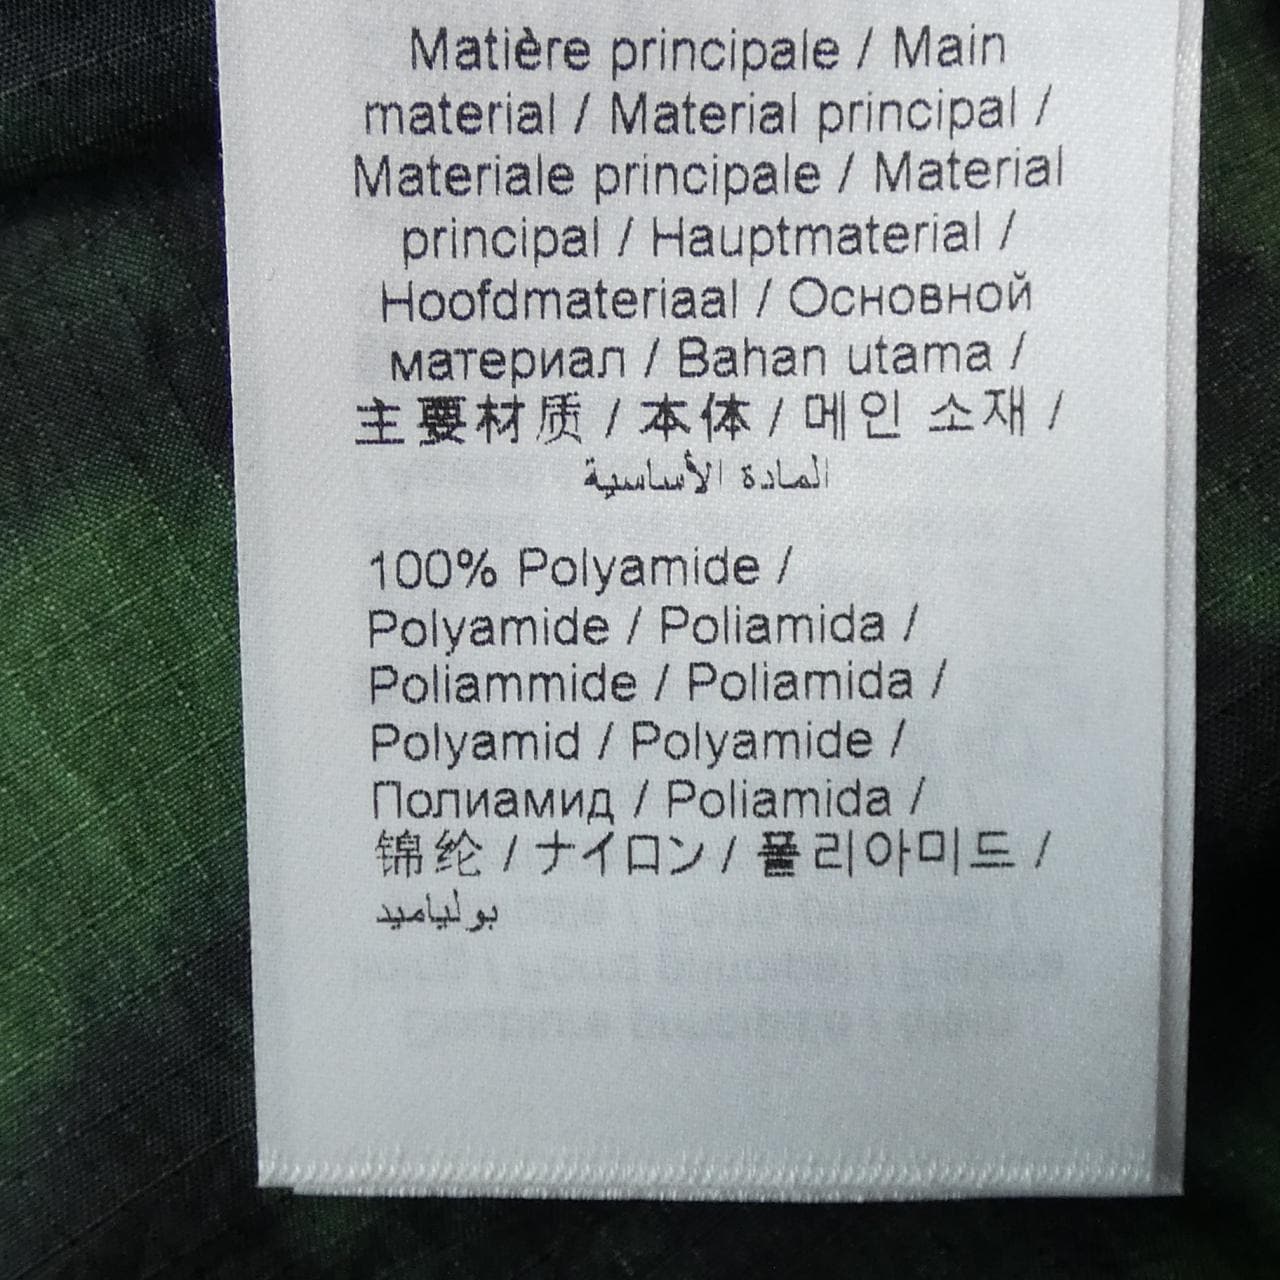 Matière principale / Main
material / Material principal /
Materiale principale / Material
principal / Hauptmaterial /
Hoofdmateriaal / Основной
материал / Bahan utama /
主要材质 / 本体 / 메인 소재 /
المادة الأساسية
100% Polyamide /
Polyamide / Poliamida /
Poliammide / Poliamida /
Polyamid / Polyamide /
Полиамид / Poliamida /
锦纶 / ナイロン / 폴리아미드 /
بولياميد